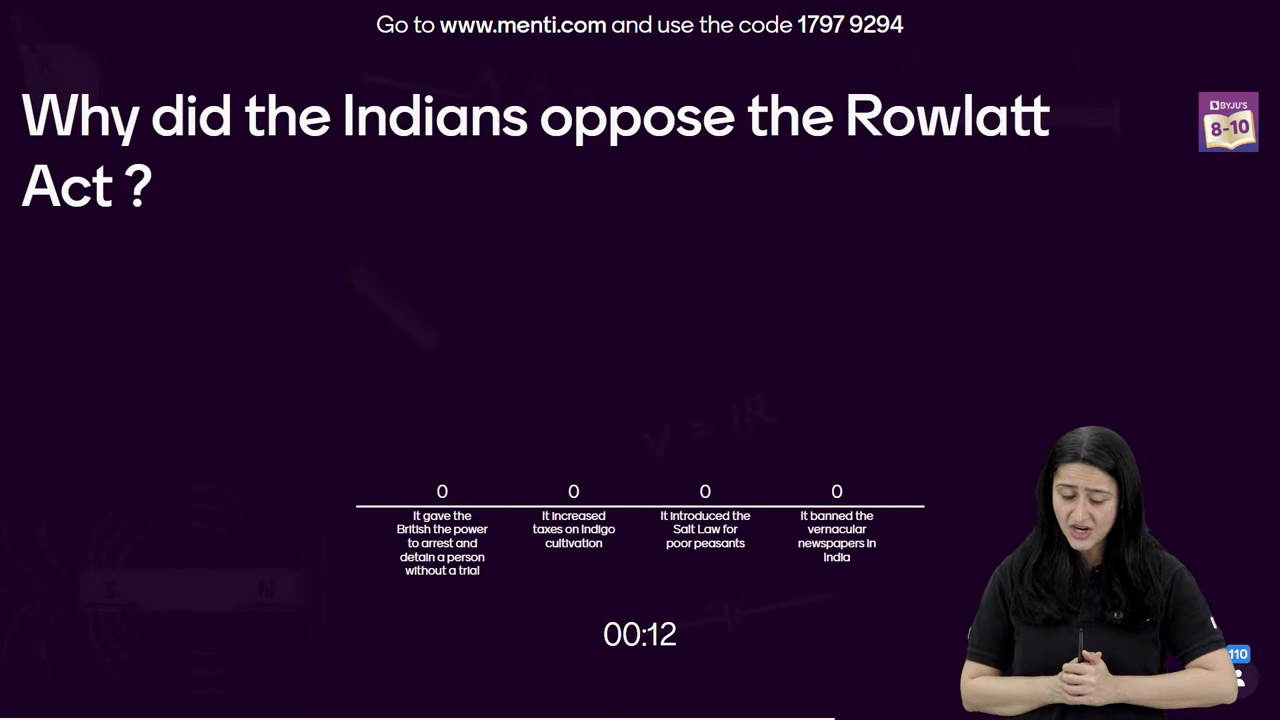 Go to www.menti.com and use the code 1797 9294
Why did the Indians oppose the Rowlatt
Act ?
BYJU'S
8-10
V = IR
0
0
0
0
It gave the
British the power
to arrest and
detain a person
without a trial
It increased
taxes on Indigo
cultivation
It introduced the
Salt Law for
poor peasants
It banned the
vernacular
newspapers in
India
S
N
00:12
110